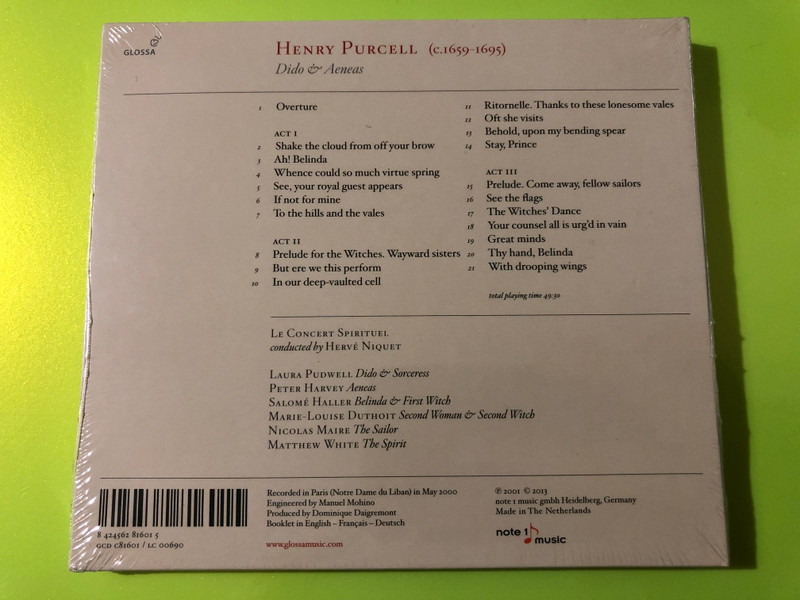 GLOSSA
HENRY PURCELL (c.1659–1695)
Dido & Aeneas
1 Overture
ACT I
2 Shake the cloud from off your brow
3 Ah! Belinda
4 Whence could so much virtue spring
5 See, your royal guest appears
6 If not for mine
7 To the hills and the vales
ACT II
8 Prelude for the Witches. Wayward sisters
9 But ere we this perform
10 In our deep-vaulted cell
11 Ritornelle. Thanks to these lonesome vales
12 Oft she visits
13 Behold, upon my bending spear
14 Stay, Prince
ACT III
15 Prelude. Come away, fellow sailors
16 See the flags
17 The Witches' Dance
18 Your counsel all is urg'd in vain
19 Great minds
20 Thy hand, Belinda
21 With drooping wings
total playing time 49:30
LE CONCERT SPIRITUEL
conducted by HERVÉ NIQUET
LAURA PUDWELL Dido & Sorceress
PETER HARVEY Aeneas
SALOMÉ HALLER Belinda & First Witch
MARIE-LOUISE DUTHOIT Second Woman & Second Witch
NICOLAS MAIRE The Sailor
MATTHEW WHITE The Spirit
8 424562 81601 5
GCD C81601 / LC 00690
Recorded in Paris (Notre Dame du Liban) in May 2000
Engineered by Manuel Mohino
Produced by Dominique Daigremont
Booklet in English – Français – Deutsch
www.glossamusic.com
℗ 2001 © 2013
note 1 music gmbh Heidelberg, Germany
Made in The Netherlands
note 1 music